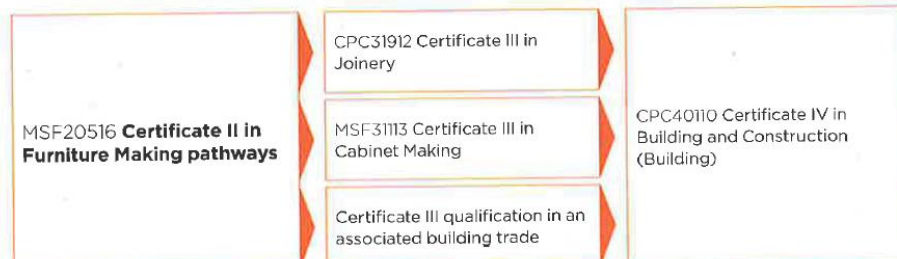 MSF20516 Certificate II in
Furniture Making pathways
CPC31912 Certificate III in
Joinery
MSF31113 Certificate III in
Cabinet Making
Certificate III qualification in an
associated building trade
CPC40110 Certificate IV in
Building and Construction
(Building)